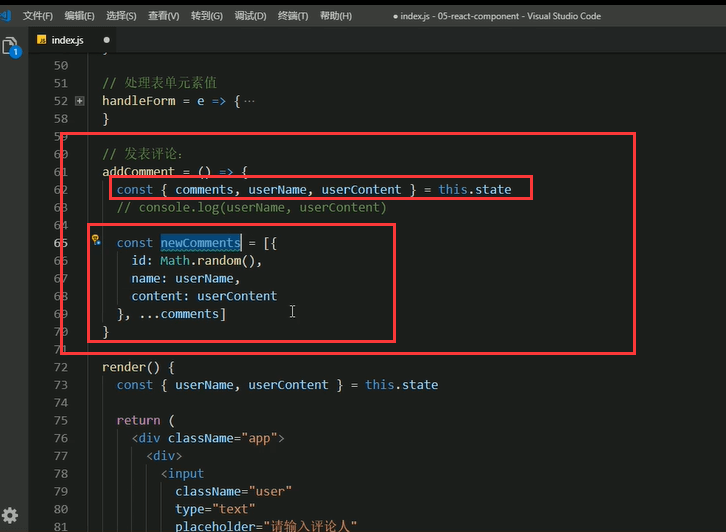 文件(F) 编辑(E) 选择(S) 查看(V) 转到(G) 调试(D) 终端(T) 帮助(H) ● index.js - 05-react-component - Visual Studio Code
1
JS index.js ●
50
51 // 处理表单元素值
52 handleForm = e => { ···
58 }
59
60 // 发表评论:
61 addComment = () => {
62 const { comments, userName, userContent } = this.state
63 // console.log(userName, userContent)
64
65 const newComments = [{
66 id: Math.random(),
67 name: userName,
68 content: userContent
69 }, ...comments]
70 }
71
72 render() {
73 const { userName, userContent } = this.state
74
75 return (
76 <div className="app">
77 <div>
78 <input
79 className="user"
80 type="text"
81 placeholder="请输入评论人"